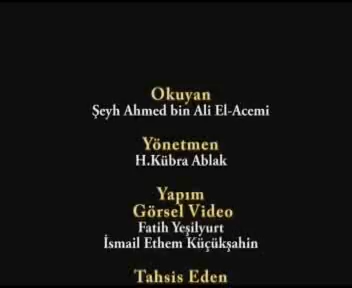 Okuyan
Şeyh Ahmed bin Ali El-Acemi
Yönetmen
H.Kübra Ablak
Yapım
Görsel Video
Fatih Yeşilyurt
İsmail Ethem Küçükşahin
Tahsis Eden